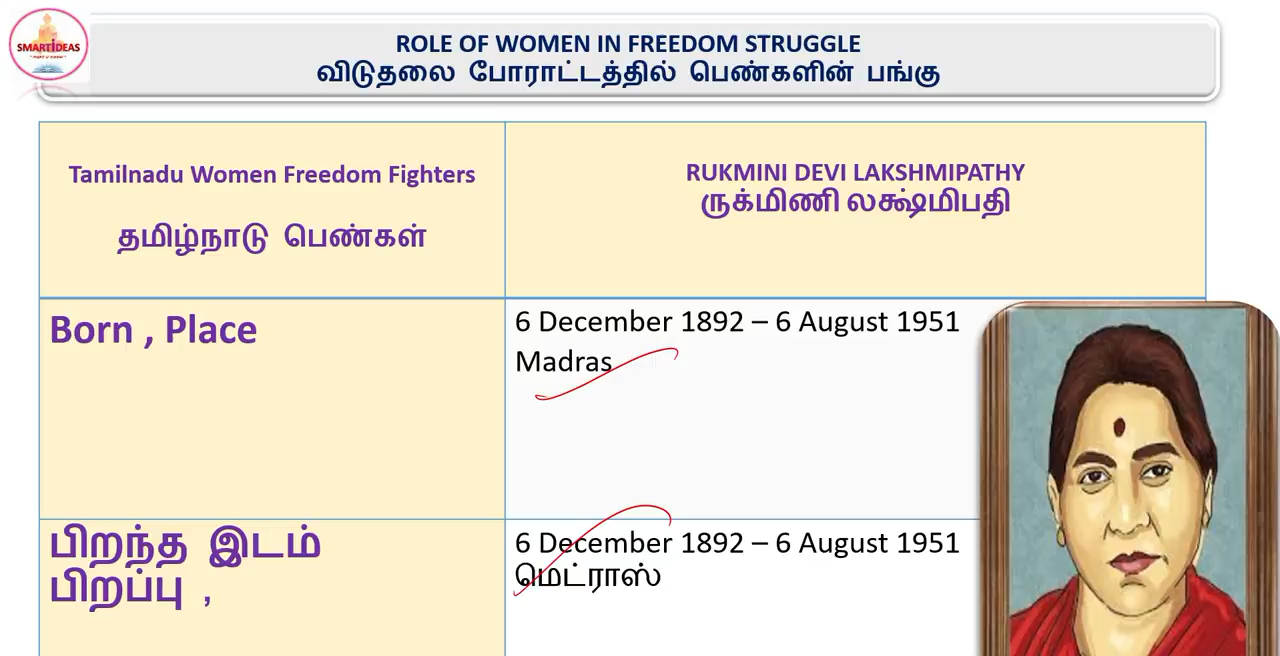 SMARTIDEAS
ROLE OF WOMEN IN FREEDOM STRUGGLE
விடுதலை போராட்டத்தில் பெண்களின் பங்கு
Tamilnadu Women Freedom Fighters
தமிழ்நாடு பெண்கள்
RUKMINI DEVI LAKSHMIPATHY
ருக்மிணி லக்ஷ்மிபதி
Born , Place
6 December 1892 – 6 August 1951
Madras
பிறந்த இடம்
பிறப்பு ,
6 December 1892 – 6 August 1951
மெட்ராஸ்